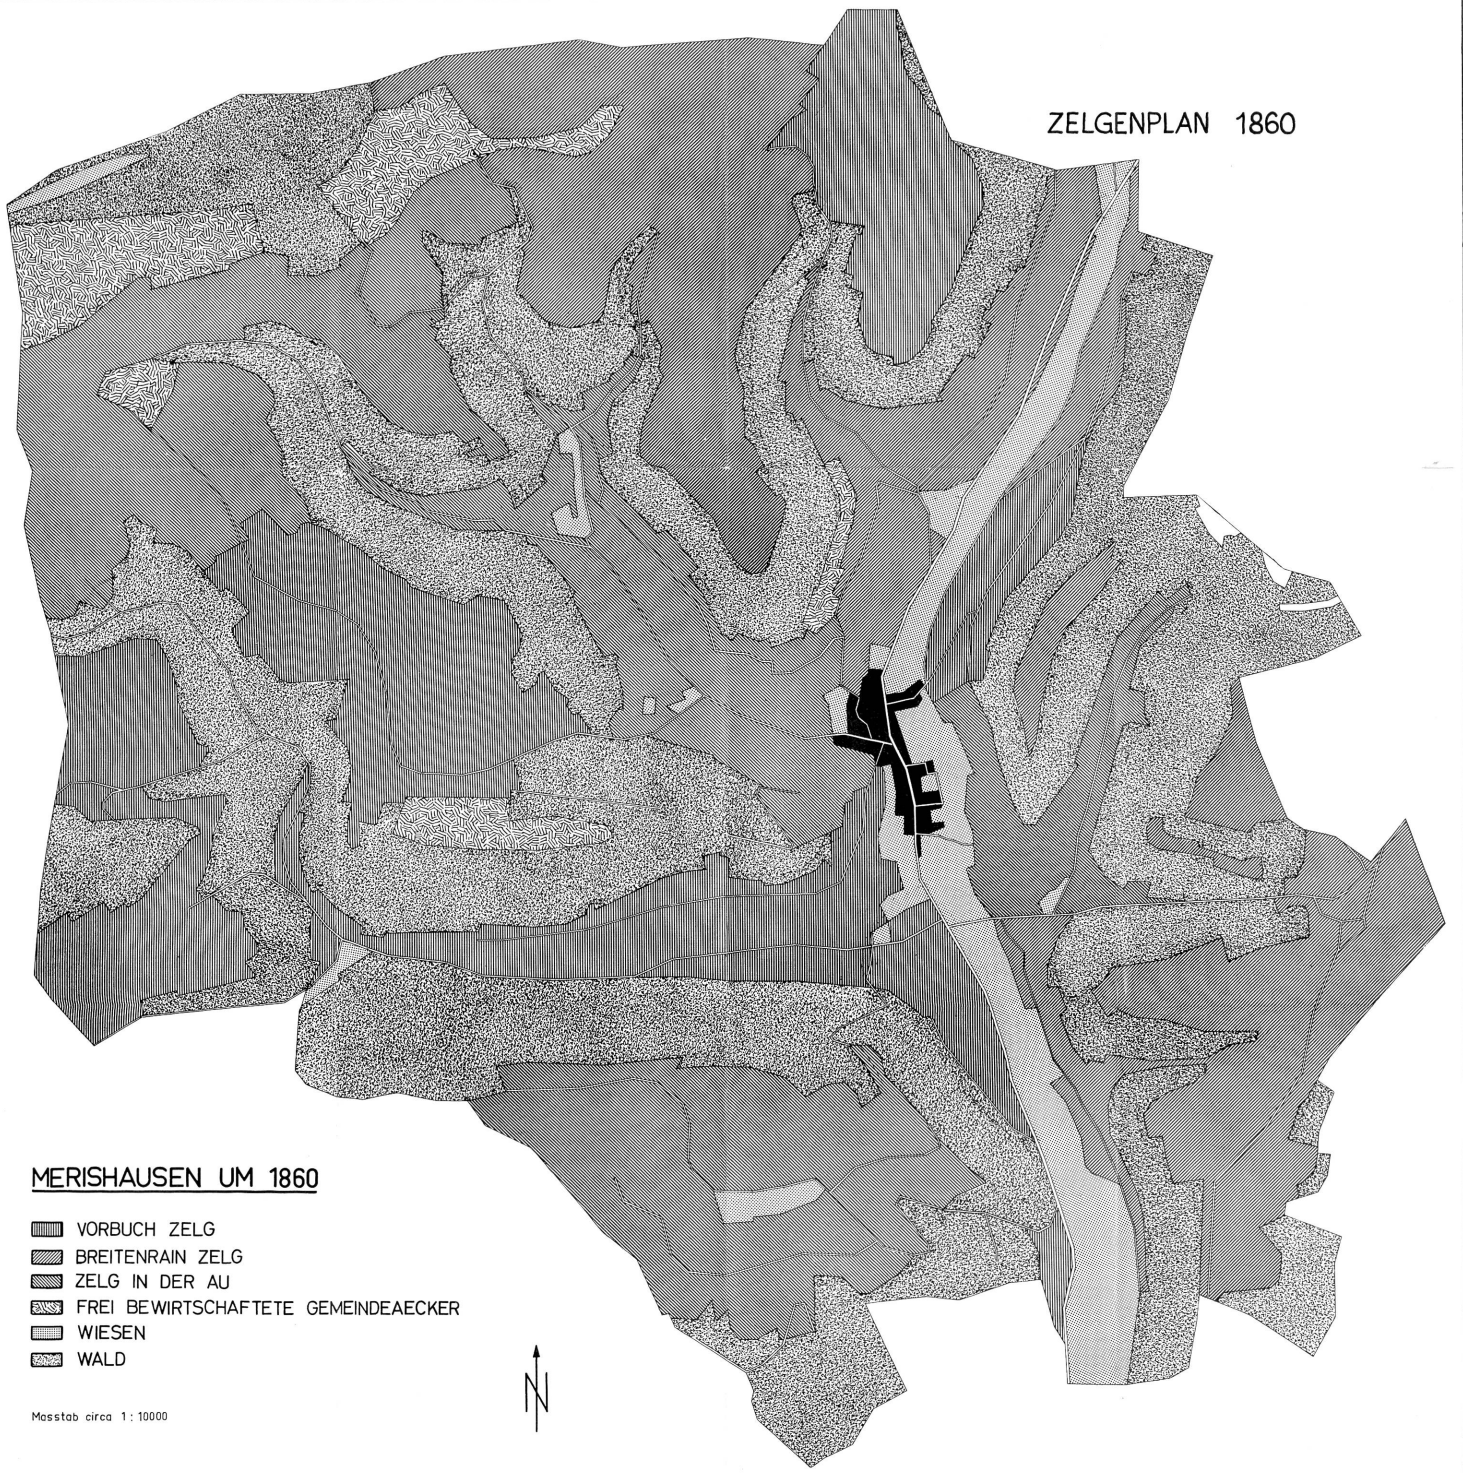 ZELGENPLAN 1860
MERISHAUSEN UM 1860
VORBUCH ZELG
BREITENRAIN ZELG
ZELG IN DER AU
FREI BEWIRTSCHAFTETE GEMEINDEAECKER
WIESEN
WALD
Masstab circa 1 : 10000
N